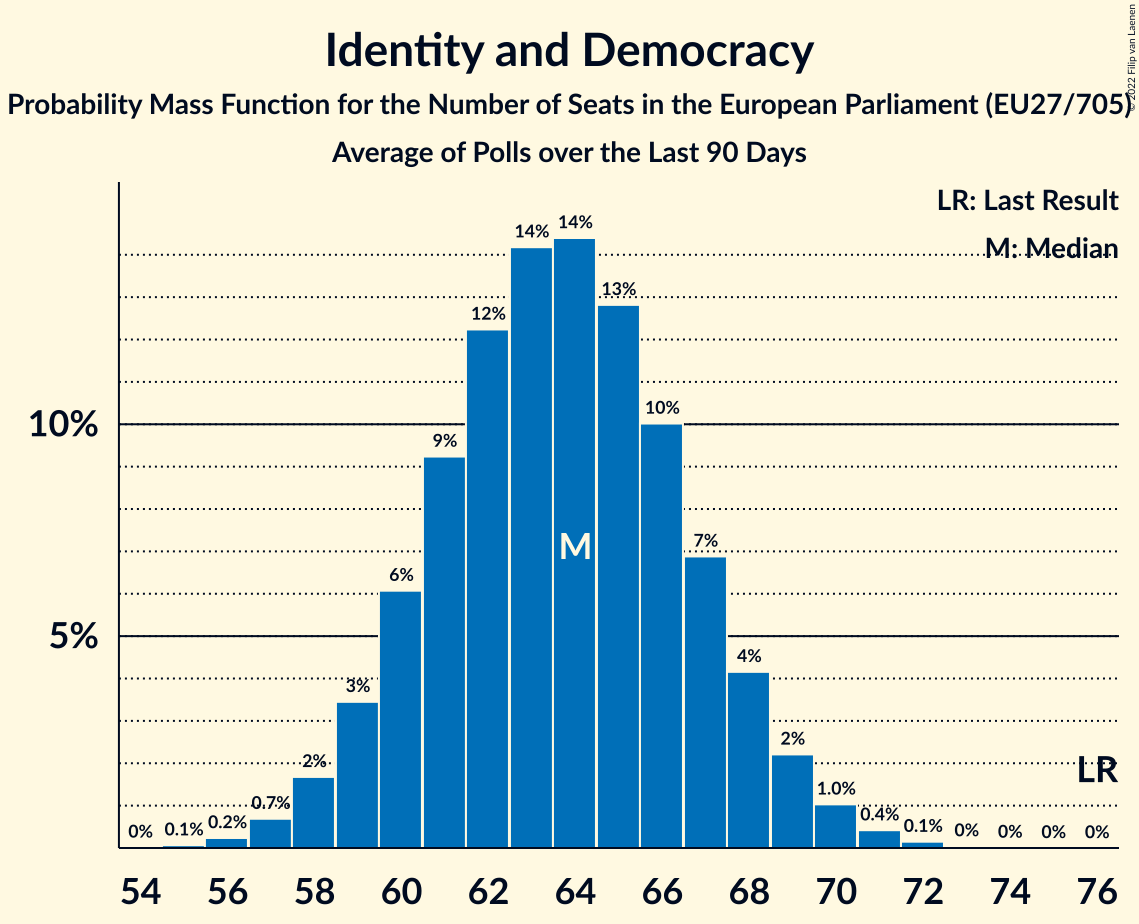 © 2022 Filip van Laenen
Identity and Democracy
Probability Mass Function for the Number of Seats in the European Parliament (EU27/705)
Average of Polls over the Last 90 Days
LR: Last Result
M: Median
14%
14%
13%
12%
10%
10%
9%
7%
M
6%
5%
4%
3%
2%
2%
LR
1.0%
0.7%
0.4%
0.2%
0.1%
0.1%
0%
0%
0%
0%
0%
54 56 58 60 62 64 66 68 70 72 74 76